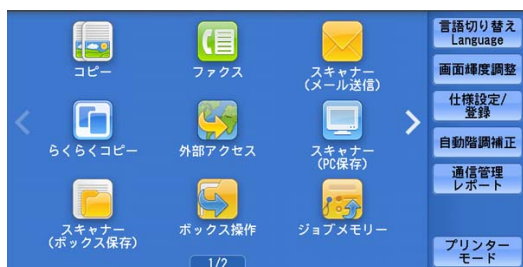 コピー
ファクス
スキャナー
(メール送信)
らくらくコピー
外部アクセス
スキャナー
(PC保存)
スキャナー
(ボックス保存)
ボックス操作
ジョブメモリー
1/2
言語切り替え
Language
画面輝度調整
仕様設定/
登録
自動階調補正
通信管理
レポート
プリンター
モード